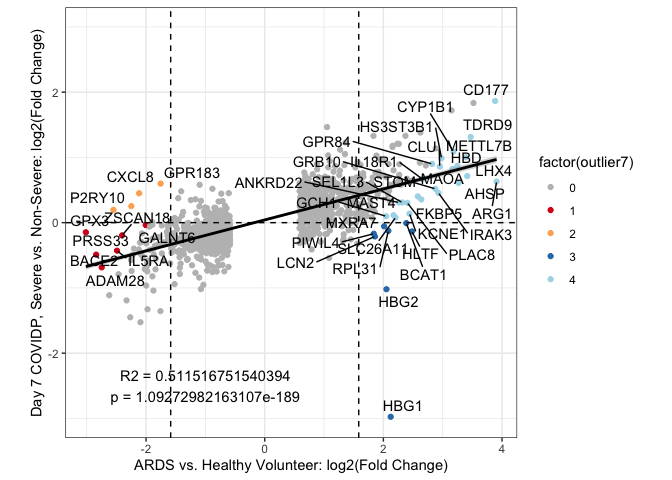 CD177
CYP1B1
HS3ST3B1
TDRD9
GPR84
CLU
METTL7B
GRB10
IL18R1
HBD
CXCL8
GPR183
ANKRD22
SEL1L3
STOM
MAOA
LHX4
P2RY10
GCH1
MAST4
AHSP
GPX3
SCAN18
MXRA7
FKBP5
ARG1
PRSS33
GALNT6
PIWIL4
SLC26A11
KCNE1
IRAK3
BACE2
IL5RA
LCN2
RPL31
HLTF
PLAC8
ADAM28
BCAT1
HBG2
HBG1
R2 = 0.511516751540394
p = 1.09272982163107e-189
2
0
-2
-2
0
2
4
ARDS vs. Healthy Volunteer: log2(Fold Change)
Day 7 COVIDP, Severe vs. Non-Severe: log2(Fold Change)
factor(outlier7)
0
1
2
3
4